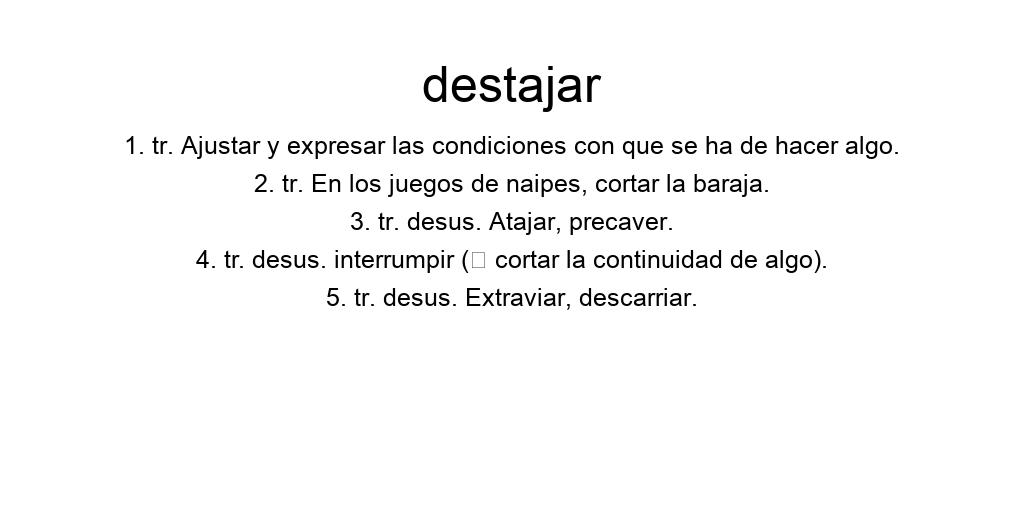 destajar
1. tr. Ajustar y expresar las condiciones con que se ha de hacer algo.
2. tr. En los juegos de naipes, cortar la baraja.
3. tr. desus. Atajar, precaver.
4. tr. desus. interrumpir (□ cortar la continuidad de algo).
5. tr. desus. Extraviar, descarriar.